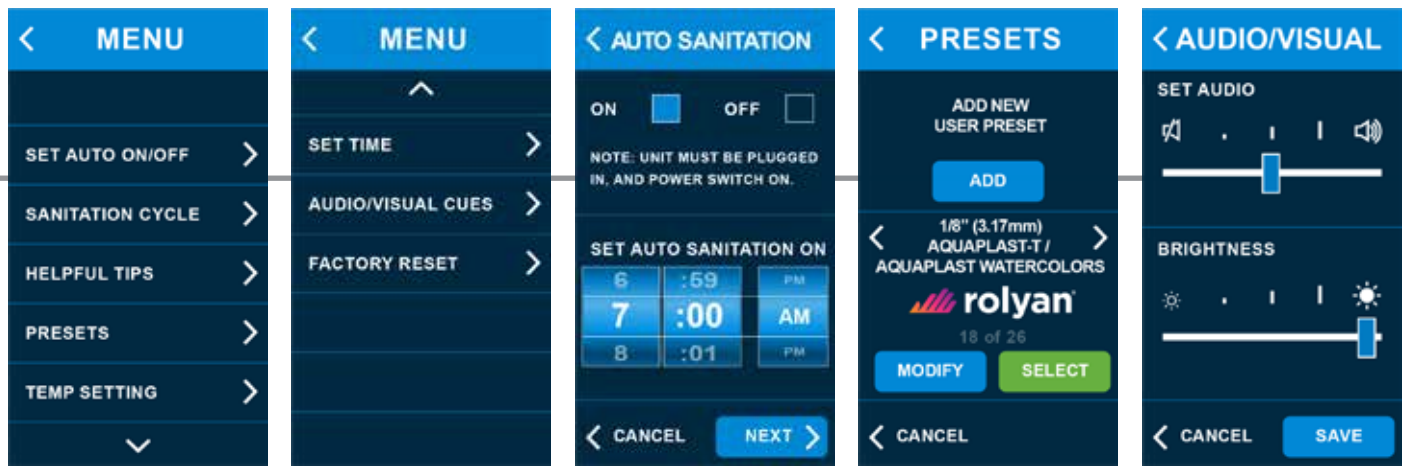 MENU
SET AUTO ON/OFF
SANITATION CYCLE
HELPFUL TIPS
PRESETS
TEMP SETTING
MENU
SET TIME
AUDIO/VISUAL CUES
FACTORY RESET
AUTO SANITATION
ON OFF
NOTE: UNIT MUST BE PLUGGED
IN, AND POWER SWITCH ON.
SET AUTO SANITATION ON
6 :59 PM
7 :00 AM
8 :01 PM
CANCEL NEXT
PRESETS
ADD NEW
USER PRESET
ADD
1/8" (3.17mm)
AQUAPLAST-T /
AQUAPLAST WATERCOLORS
rolyan
18 of 26
MODIFY SELECT
CANCEL
AUDIO/VISUAL
SET AUDIO
BRIGHTNESS
CANCEL SAVE